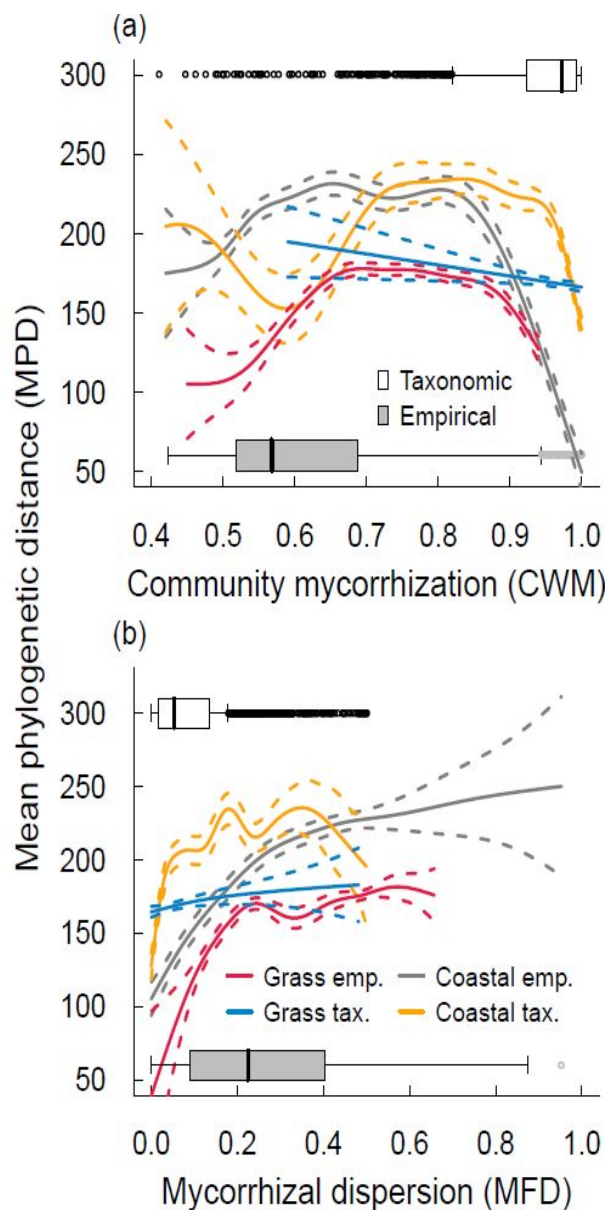 (a)
300
250
200
150
100
50
Taxonomic
Empirical
0.4 0.5 0.6 0.7 0.8 0.9 1.0
Community mycorrhization (CWM)
Mean phylogenetic distance (MPD)
(b)
300
250
200
150
100
50
Grass emp. Coastal emp.
Grass tax. Coastal tax.
0.0 0.2 0.4 0.6 0.8 1.0
Mycorrhizal dispersion (MFD)